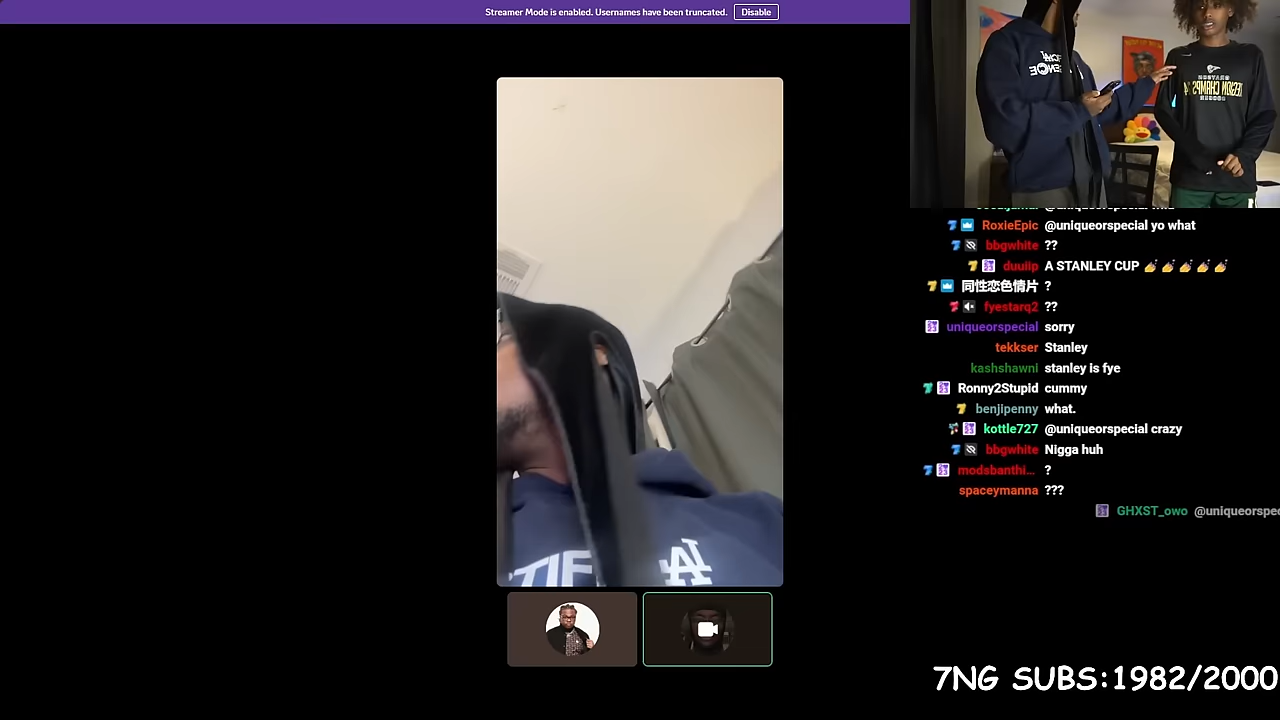 Streamer Mode is enabled. Usernames have been truncated. Disable
RoxieEpic @uniqueorspecial yo what
bbgwhite ??
duuiip A STANLEY CUP 💅🏾 💅🏾 💅🏾 💅🏾 💅🏾
同性恋色情片 ?
fyestarq2 ??
uniqueorspecial sorry
tekkser Stanley
kashshawni stanley is fye
Ronny2Stupid cummy
benjipenny what.
kottle727 @uniqueorspecial crazy
bbgwhite Nigga huh
modsbanthi... ?
spaceymanna ???
GHXST_owo @uniqueorspec
LA
7NG SUBS:1982/2000